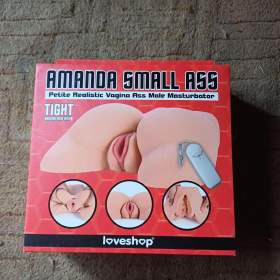 AMANDA SMALL ASS
Petite Realistic Vagina Ass Male Masturbator
TIGHT
loveshop